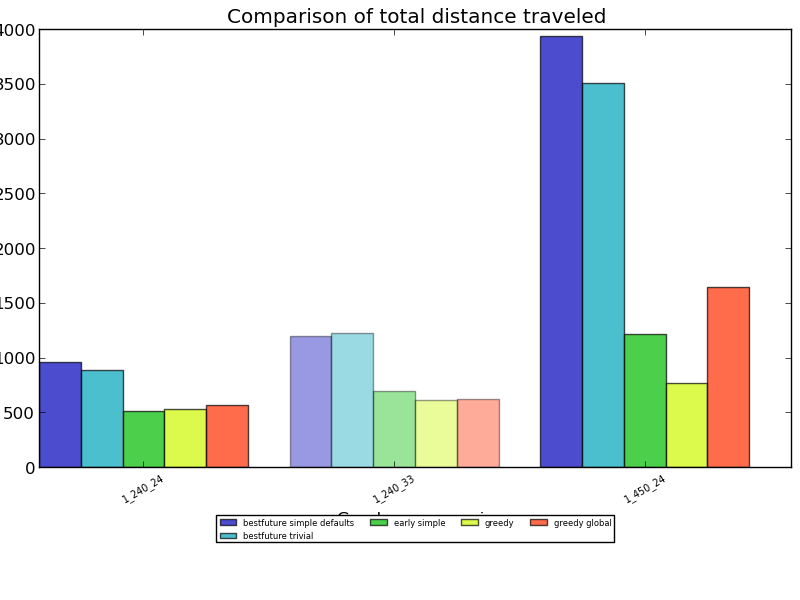 Comparison of total distance traveled
4000
3500
3000
2500
2000
1500
1000
500
0
1_240_24
1_240_33
1_450_24
bestfuture simple defaults
early simple
greedy
greedy global
bestfuture trivial